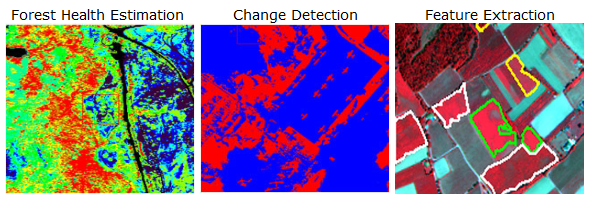 Forest Health Estimation
Change Detection
Feature Extraction